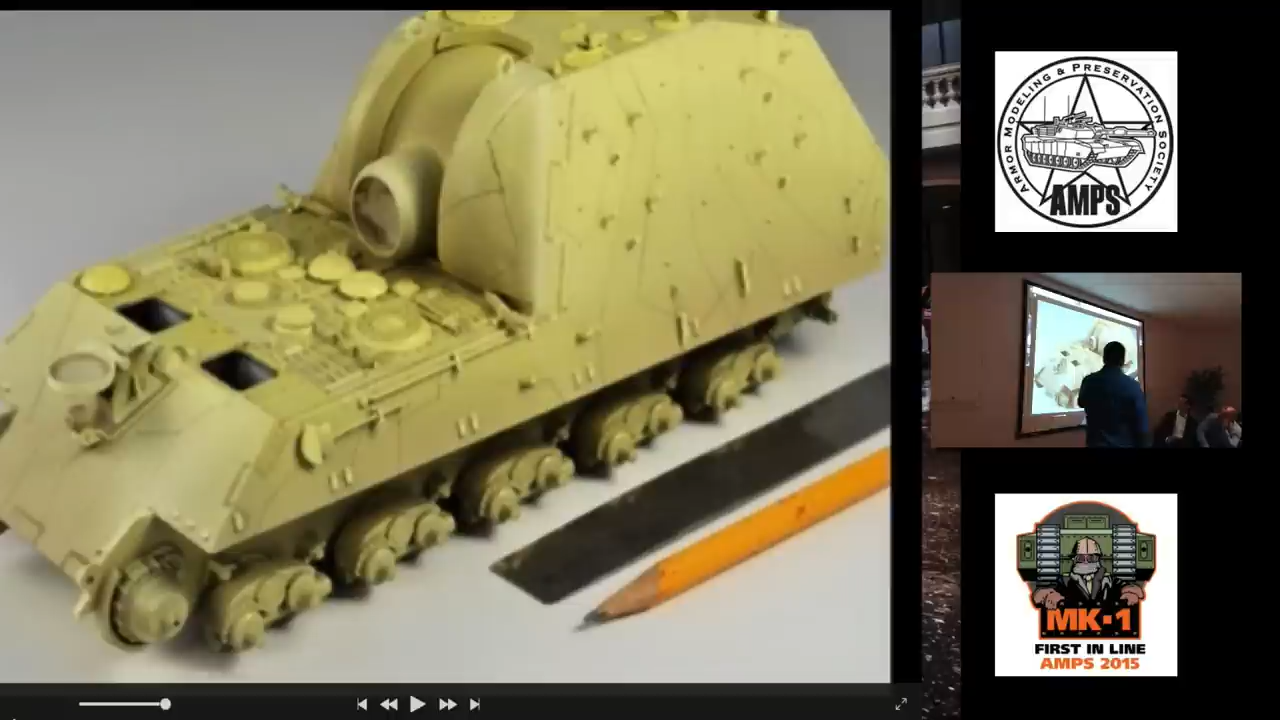 ARMOR MODELING & PRESERVATION SOCIETY
AMPS
MK-1
FIRST IN LINE
AMPS 2015